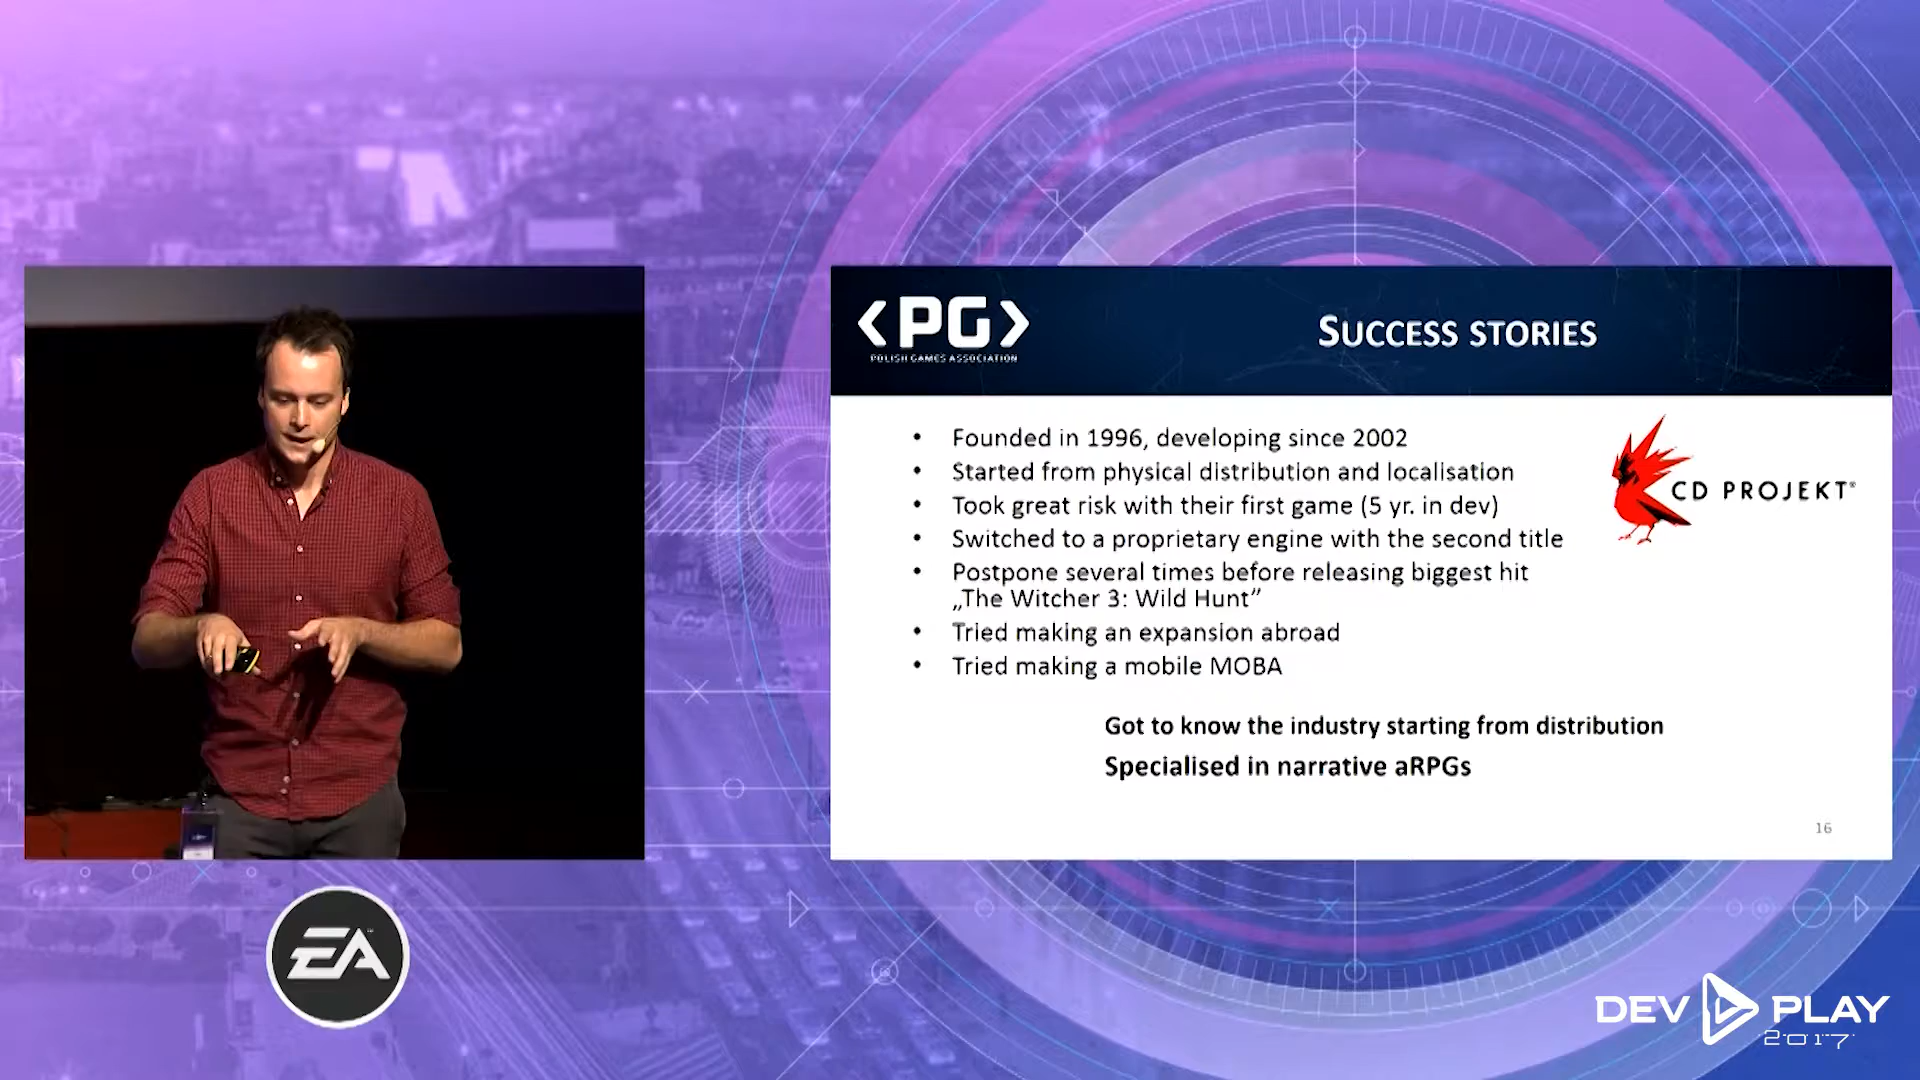 <PG>
POLISH GAMES ASSOCIATION
SUCCESS STORIES
• Founded in 1996, developing since 2002
• Started from physical distribution and localisation
• Took great risk with their first game (5 yr. in dev)
• Switched to a proprietary engine with the second title
• Postpone several times before releasing biggest hit
„The Witcher 3: Wild Hunt”
• Tried making an expansion abroad
• Tried making a mobile MOBA
CD PROJEKT®
Got to know the industry starting from distribution
Specialised in narrative aRPGs
16
EA™
DEV PLAY
2017